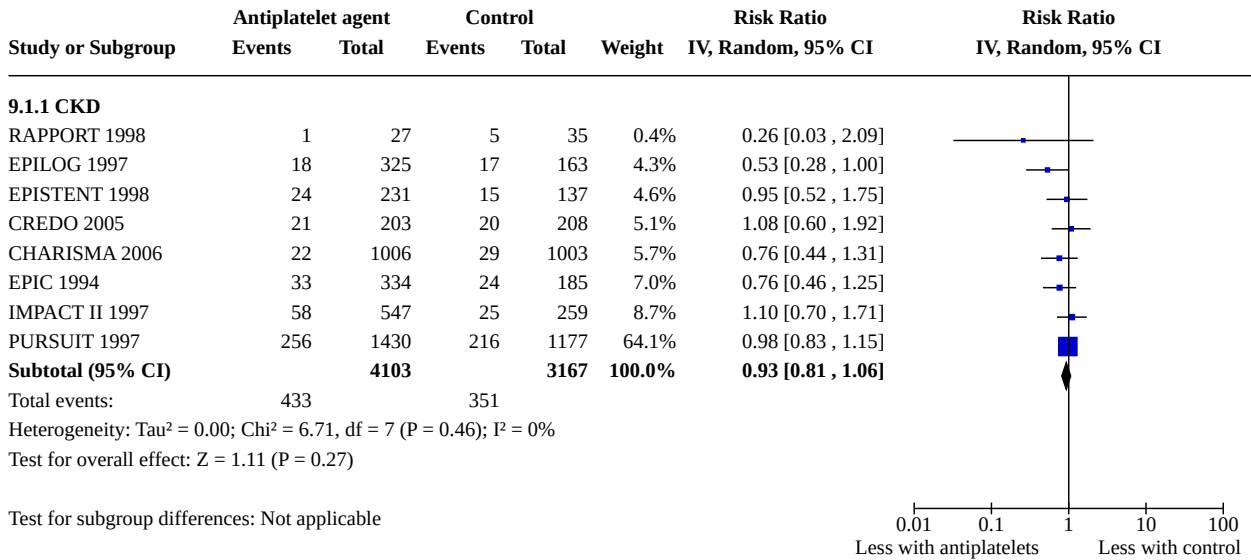 Antiplatelet agent Control Risk Ratio Risk Ratio
Study or Subgroup Events Total Events Total Weight IV, Random, 95% CI IV, Random, 95% CI
9.1.1 CKD
RAPPORT 1998 1 27 5 35 0.4% 0.26 [0.03 , 2.09]
EPILOG 1997 18 325 17 163 4.3% 0.53 [0.28 , 1.00]
EPISTENT 1998 24 231 15 137 4.6% 0.95 [0.52 , 1.75]
CREDO 2005 21 203 20 208 5.1% 1.08 [0.60 , 1.92]
CHARISMA 2006 22 1006 29 1003 5.7% 0.76 [0.44 , 1.31]
EPIC 1994 33 334 24 185 7.0% 0.76 [0.46 , 1.25]
IMPACT II 1997 58 547 25 259 8.7% 1.10 [0.70 , 1.71]
PURSUIT 1997 256 1430 216 1177 64.1% 0.98 [0.83 , 1.15]
Subtotal (95% CI) 4103 3167 100.0% 0.93 [0.81 , 1.06]
Total events: 433 351
Heterogeneity: Tau² = 0.00; Chi² = 6.71, df = 7 (P = 0.46); I² = 0%
Test for overall effect: Z = 1.11 (P = 0.27)
Test for subgroup differences: Not applicable
0.01 0.1 1 10 100
Less with antiplatelets Less with control